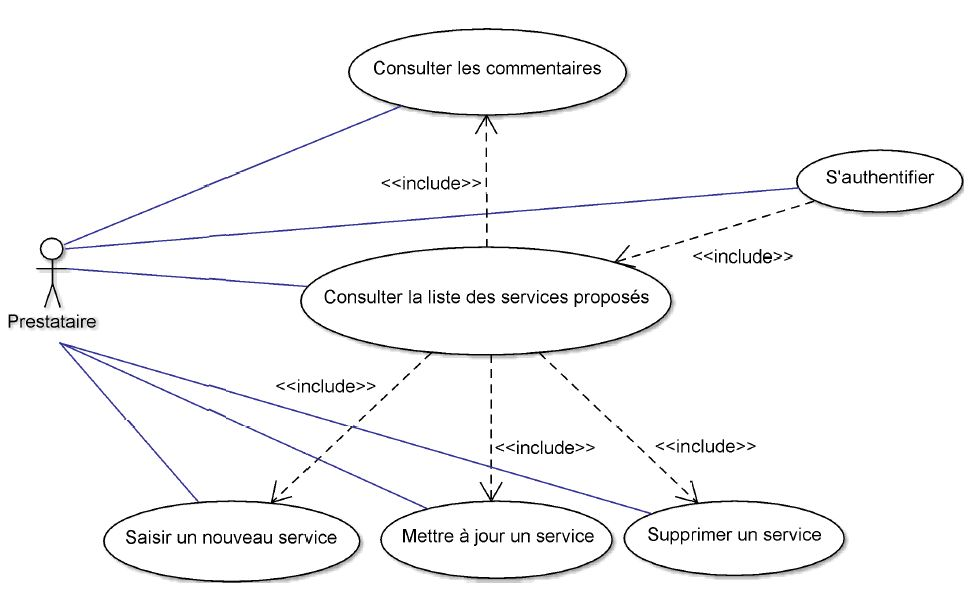 Consulter les commentaires
<<include>>
S'authentifier
<<include>>
Consulter la liste des services proposés
Prestataire
<<include>>
<<include>>
<<include>>
Saisir un nouveau service
Mettre à jour un service
Supprimer un service